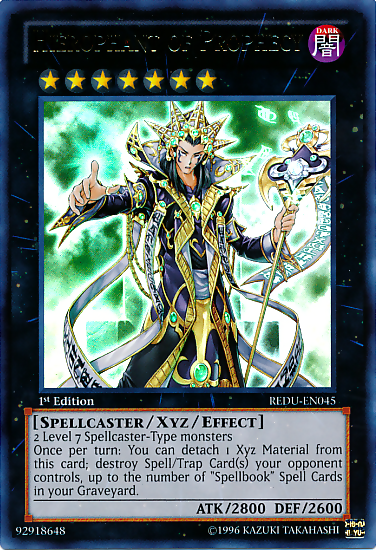 Hierophant of Prophecy
DARK
闇
1st Edition
REDU-EN045
[Spellcaster/Xyz/Effect]
2 Level 7 Spellcaster-Type monsters
Once per turn: You can detach 1 Xyz Material from
this card; destroy Spell/Trap Card(s) your opponent
controls, up to the number of "Spellbook" Spell Cards
in your Graveyard.
ATK/2800 DEF/2600
92918648
©1996 KAZUKI TAKAHASHI